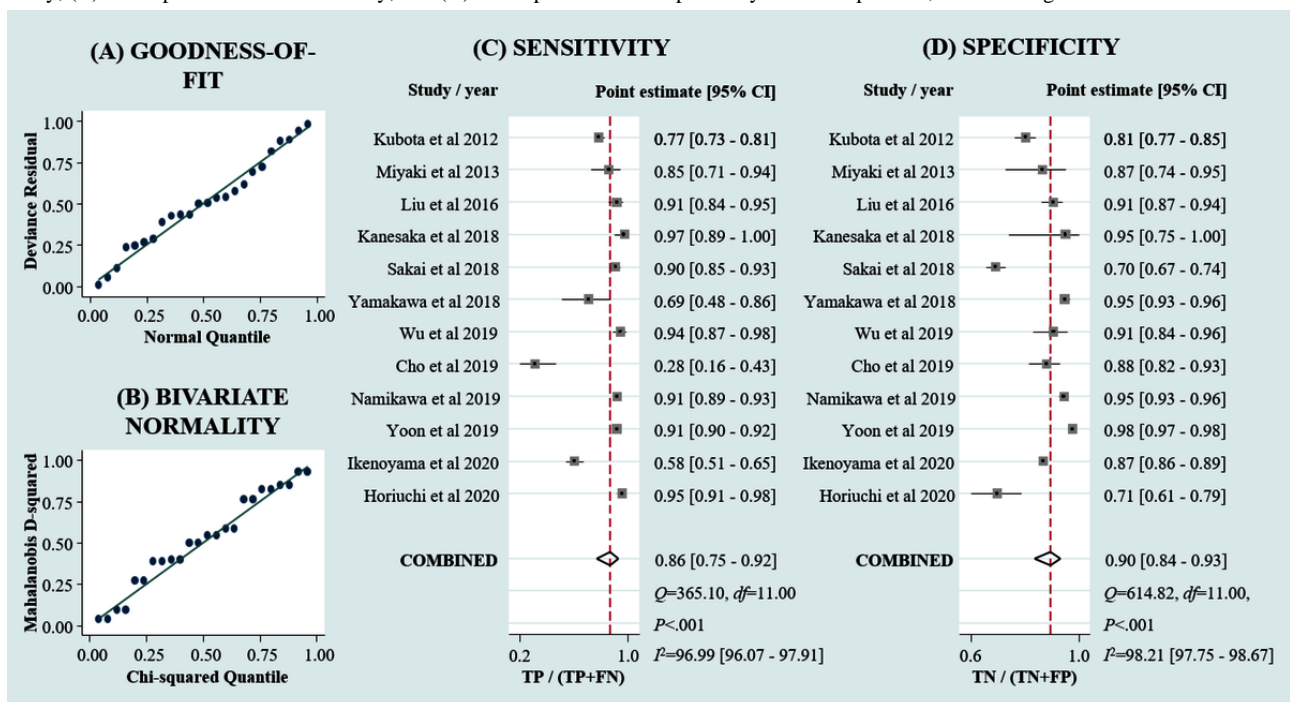 (A) GOODNESS-OF-
FIT
Deviance Residual
1.00
0.75
0.50
0.25
0.00
0.00 0.25 0.50 0.75 1.00
Normal Quantile
(B) BIVARIATE
NORMALITY
Mahalanobis D-squared
1.00
0.75
0.50
0.25
0.00
0.00 0.25 0.50 0.75 1.00
Chi-squared Quantile
(C) SENSITIVITY
Study / year Point estimate [95% CI]
Kubota et al 2012 0.77 [0.73 - 0.81]
Miyaki et al 2013 0.85 [0.71 - 0.94]
Liu et al 2016 0.91 [0.84 - 0.95]
Kanesaka et al 2018 0.97 [0.89 - 1.00]
Sakai et al 2018 0.90 [0.85 - 0.93]
Yamakawa et al 2018 0.69 [0.48 - 0.86]
Wu et al 2019 0.94 [0.87 - 0.98]
Cho et al 2019 0.28 [0.16 - 0.43]
Namikawa et al 2019 0.91 [0.89 - 0.93]
Yoon et al 2019 0.91 [0.90 - 0.92]
Ikenoyama et al 2020 0.58 [0.51 - 0.65]
Horiuchi et al 2020 0.95 [0.91 - 0.98]
COMBINED 0.86 [0.75 - 0.92]
Q=365.10, df=11.00
P<.001
I²=96.99 [96.07 - 97.91]
0.2 1.0
TP / (TP+FN)
(D) SPECIFICITY
Study / year Point estimate [95% CI]
Kubota et al 2012 0.81 [0.77 - 0.85]
Miyaki et al 2013 0.87 [0.74 - 0.95]
Liu et al 2016 0.91 [0.87 - 0.94]
Kanesaka et al 2018 0.95 [0.75 - 1.00]
Sakai et al 2018 0.70 [0.67 - 0.74]
Yamakawa et al 2018 0.95 [0.93 - 0.96]
Wu et al 2019 0.91 [0.84 - 0.96]
Cho et al 2019 0.88 [0.82 - 0.93]
Namikawa et al 2019 0.95 [0.93 - 0.96]
Yoon et al 2019 0.98 [0.97 - 0.98]
Ikenoyama et al 2020 0.87 [0.86 - 0.89]
Horiuchi et al 2020 0.71 [0.61 - 0.79]
COMBINED 0.90 [0.84 - 0.93]
Q=614.82, df=11.00,
P<.001
I²=98.21 [97.75 - 98.67]
0.6 1.0
TN / (TN+FP)